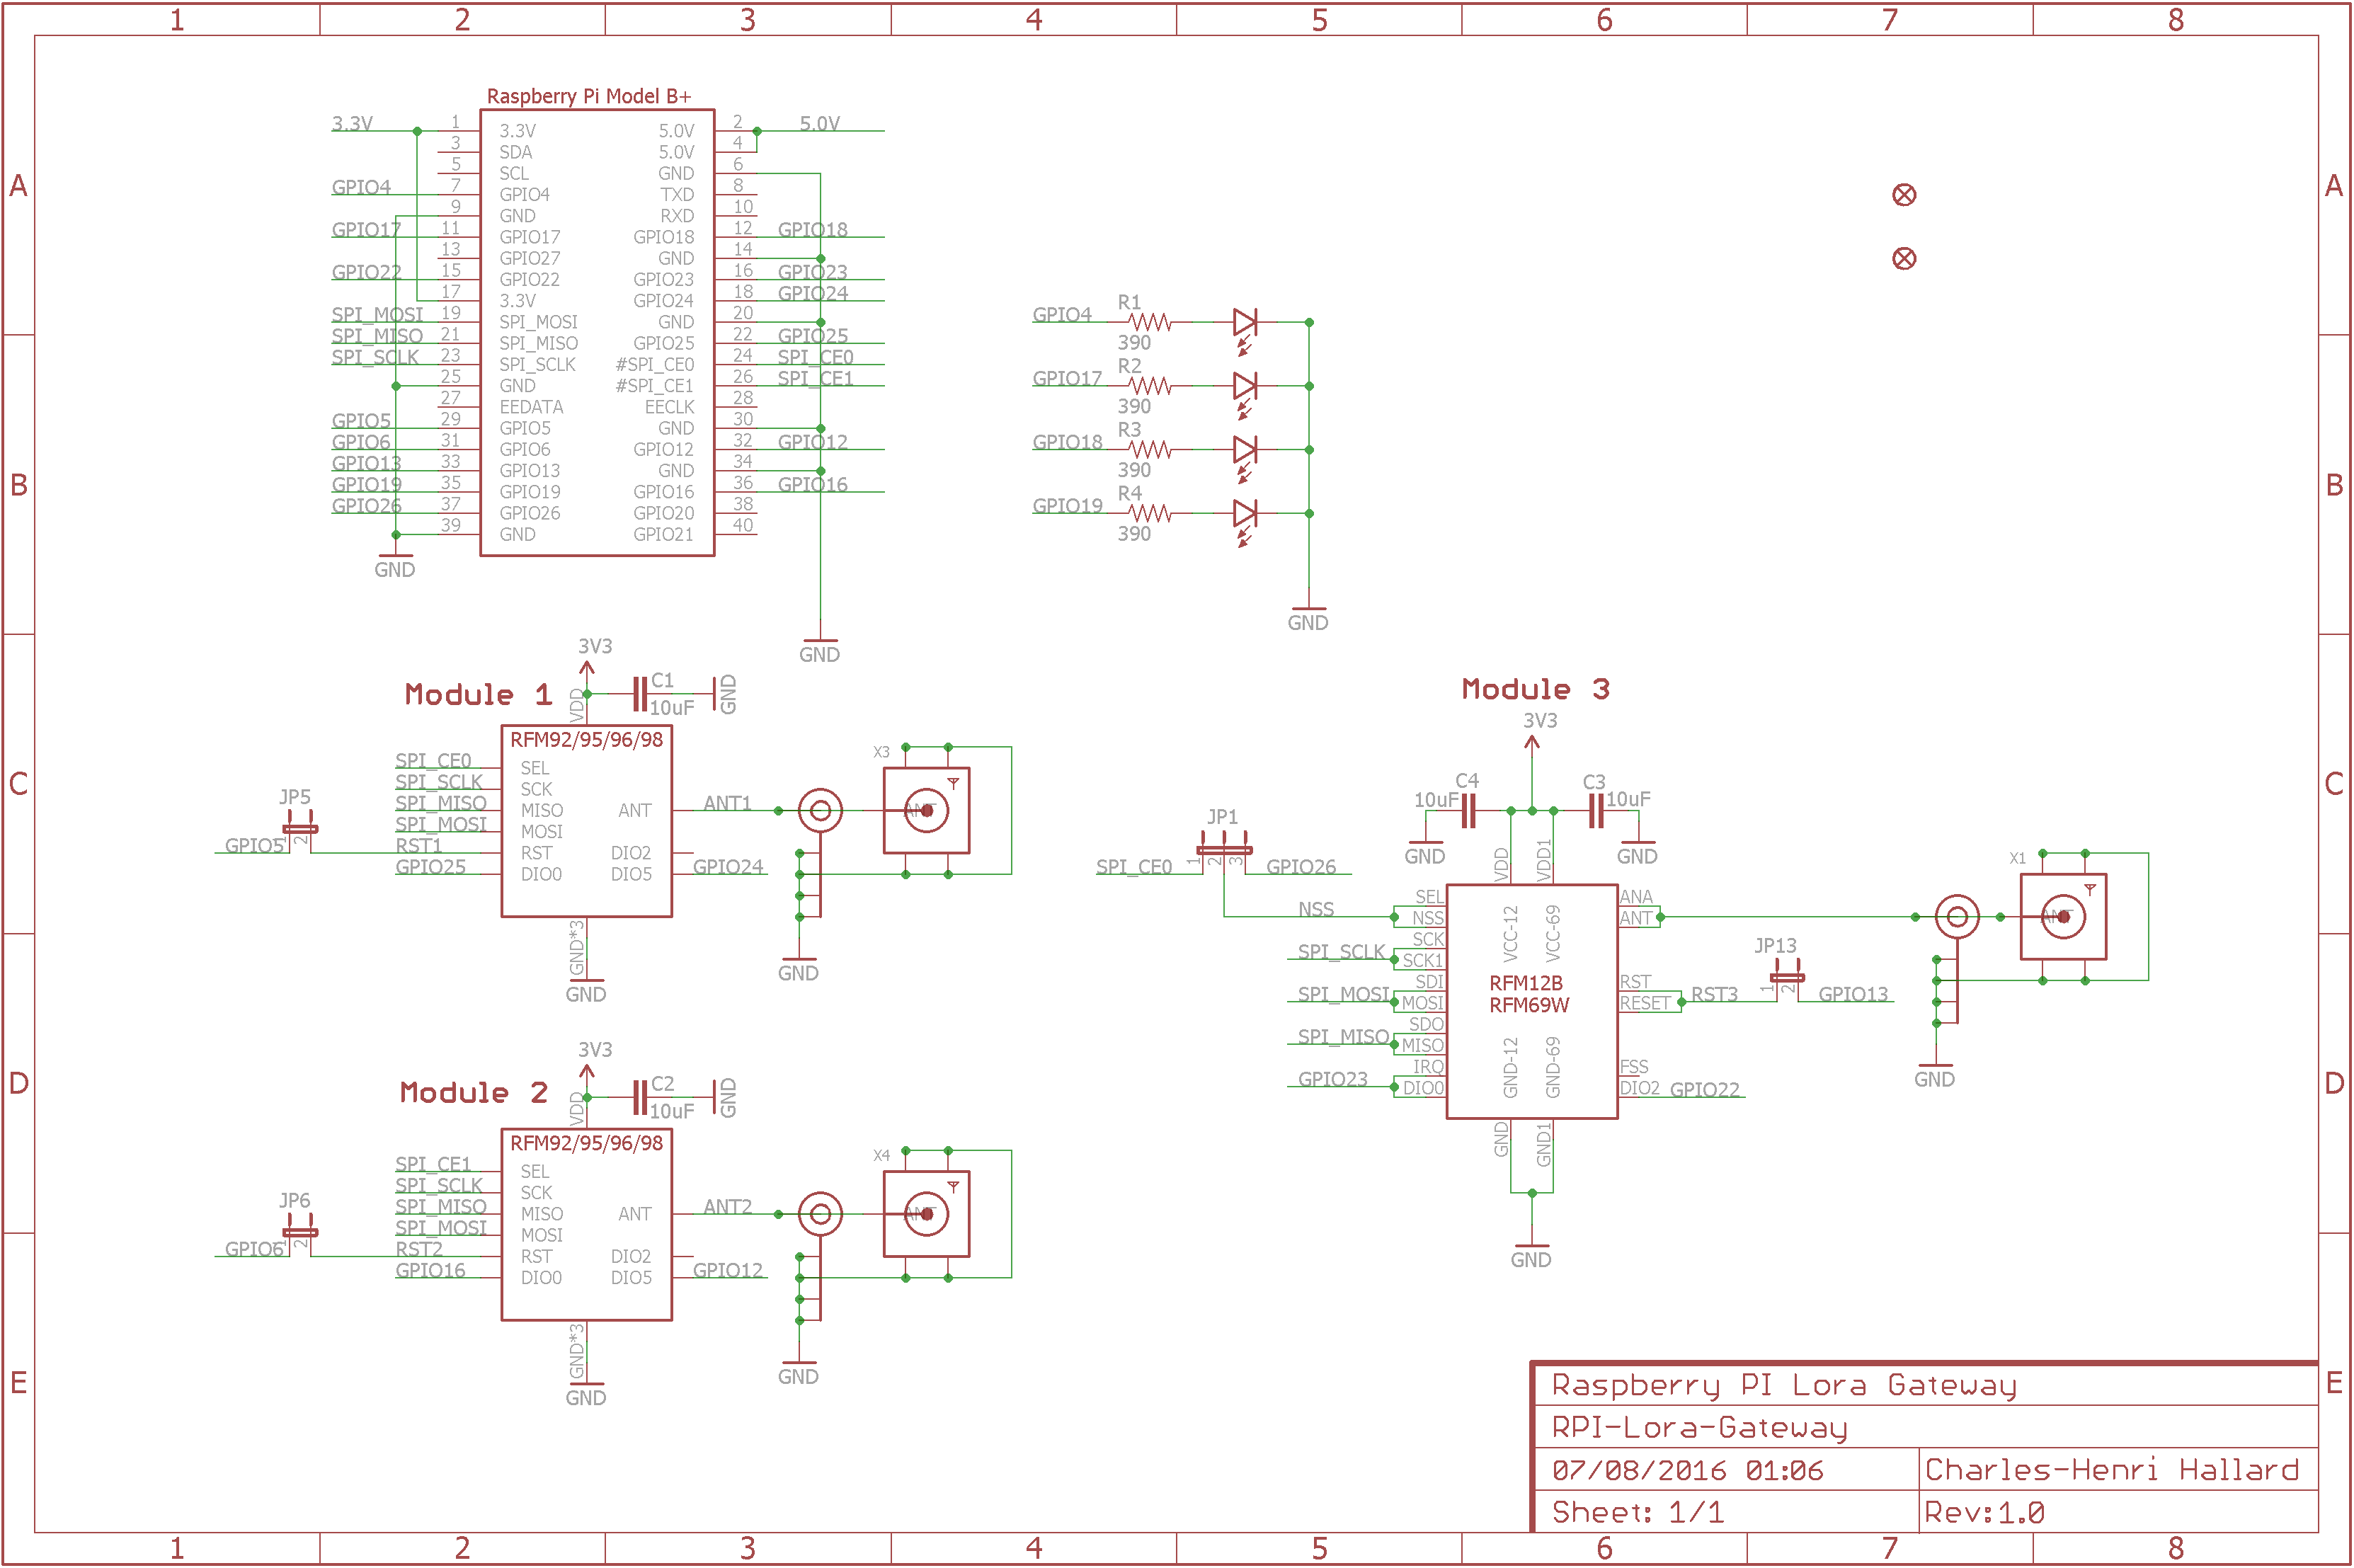 1 2 3 4 5 6 7 8
A A
B B
C C
D D
E E
Raspberry Pi Model B+
3.3V 1 3.3V 5.0V 2 5.0V
3 SDA 5.0V 4
5 SCL GND 6
GPIO4 7 GPIO4 TXD 8
9 GND RXD 10
GPIO17 11 GPIO17 GPIO18 12 GPIO18
13 GPIO27 GND 14
GPIO22 15 GPIO22 GPIO23 16 GPIO23
17 3.3V GPIO24 18 GPIO24
SPI_MOSI 19 SPI_MOSI GND 20
SPI_MISO 21 SPI_MISO GPIO25 22 GPIO25
SPI_SCLK 23 SPI_SCLK #SPI_CE0 24 SPI_CE0
25 GND #SPI_CE1 26 SPI_CE1
27 EEDATA EECLK 28
GPIO5 29 GPIO5 GND 30
GPIO6 31 GPIO6 GPIO12 32 GPIO12
GPIO13 33 GPIO13 GND 34
GPIO19 35 GPIO19 GPIO16 36 GPIO16
GPIO26 37 GPIO26 GPIO20 38
39 GND GPIO21 40
GND
GND
GPIO4 R1
390
GPIO17 R2
390
GPIO18 R3
390
GPIO19 R4
390
GND
Module 1
3V3
VDD
C1
10uF
GND
RFM92/95/96/98
SPI_CE0 SEL
SPI_SCLK SCK
SPI_MISO MISO ANT ANT1
SPI_MOSI MOSI
JP5
1 2
GPIO5 RST1 RST DIO2
GPIO25 DIO0 DIO5 GPIO24
GND*3
GND
X3
ANT
GND
Module 2
3V3
VDD
C2
10uF
GND
RFM92/95/96/98
SPI_CE1 SEL
SPI_SCLK SCK
SPI_MISO MISO ANT ANT2
SPI_MOSI MOSI
JP6
1 2
GPIO6 RST2 RST DIO2
GPIO16 DIO0 DIO5 GPIO12
GND*3
GND
X4
ANT
GND
Module 3
3V3
C4
10uF
GND
C3
10uF
GND
VDD VDD1
JP1
1 2 3
SPI_CE0 GPIO26
SEL ANA
NSS NSS ANT
SCK
SPI_SCLK SCK1
SDI RST
SPI_MOSI MOSI RESET RST3
SDO
SPI_MISO MISO
IRQ FSS
GPIO23 DIO0 DIO2 GPIO22
VCC-12 VCC-69
RFM12B
RFM69W
GND-12 GND-69
GND GND1
GND
JP13
1 2
GPIO13
X1
ANT
GND
Raspberry PI Lora Gateway
RPI-Lora-Gateway
07/08/2016 01:06 Charles-Henri Hallard
Sheet: 1/1 Rev:1.0
1 2 3 4 5 6 7 8